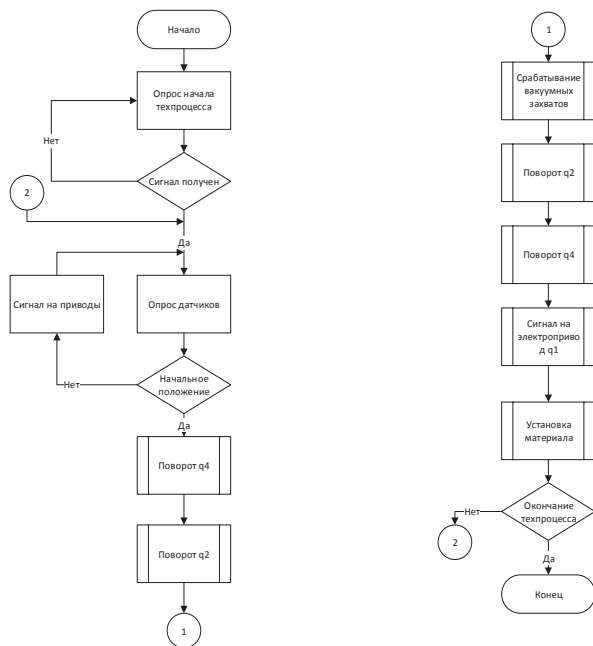 Начало
Опрос начала
техпроцесса
Нет
Сигнал получен
2
Да
Сигнал на приводы
Опрос датчиков
Начальное
положение
Нет
Да
Поворот q4
Поворот q2
1
1
Срабатывание
вакуумных
захватов
Поворот q2
Поворот q4
Сигнал на
электроприво
д q1
Установка
материала
Окончание
техпроцесса
Нет
2
Да
Конец